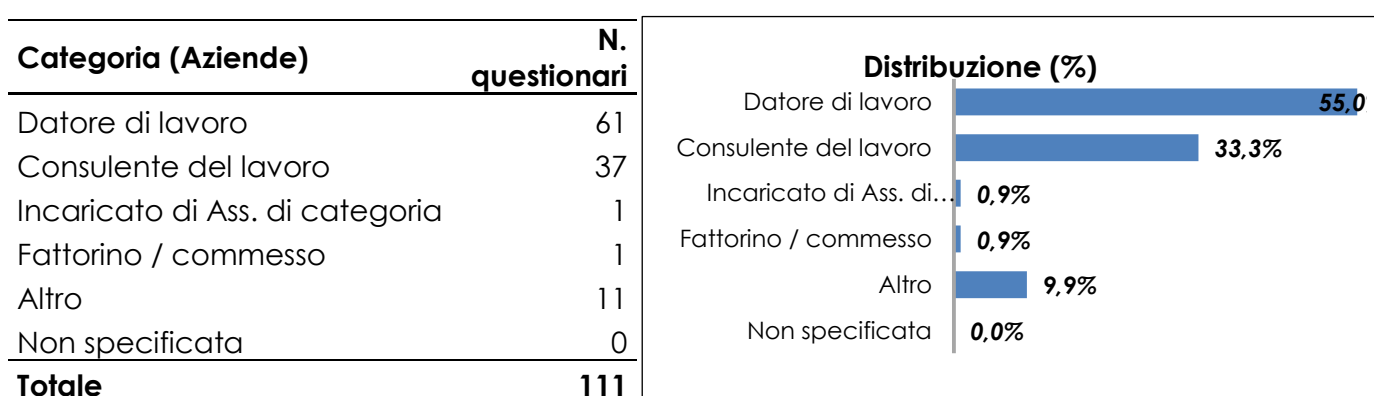 Categoria (Aziende) N. questionari
Datore di lavoro 61
Consulente del lavoro 37
Incaricato di Ass. di categoria 1
Fattorino / commesso 1
Altro 11
Non specificata 0
Totale 111
Distribuzione (%)
Datore di lavoro 55,0
Consulente del lavoro 33,3%
Incaricato di Ass. di... 0,9%
Fattorino / commesso 0,9%
Altro 9,9%
Non specificata 0,0%